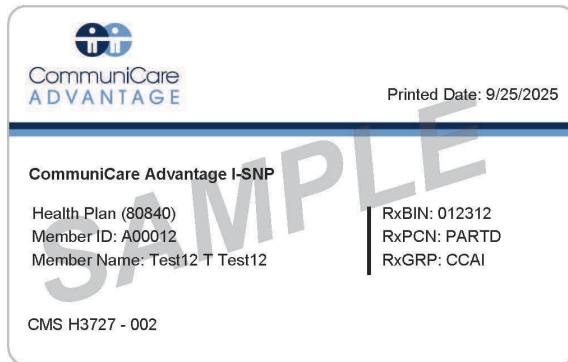 CommuniCare
ADVANTAGE
Printed Date: 9/25/2025
CommuniCare Advantage I-SNP
Health Plan (80840)
Member ID: A00012
Member Name: Test12 T Test12
RxBIN: 012312
RxPCN: PARTD
RxGRP: CCAI
CMS H3727 - 002
SAMPLE